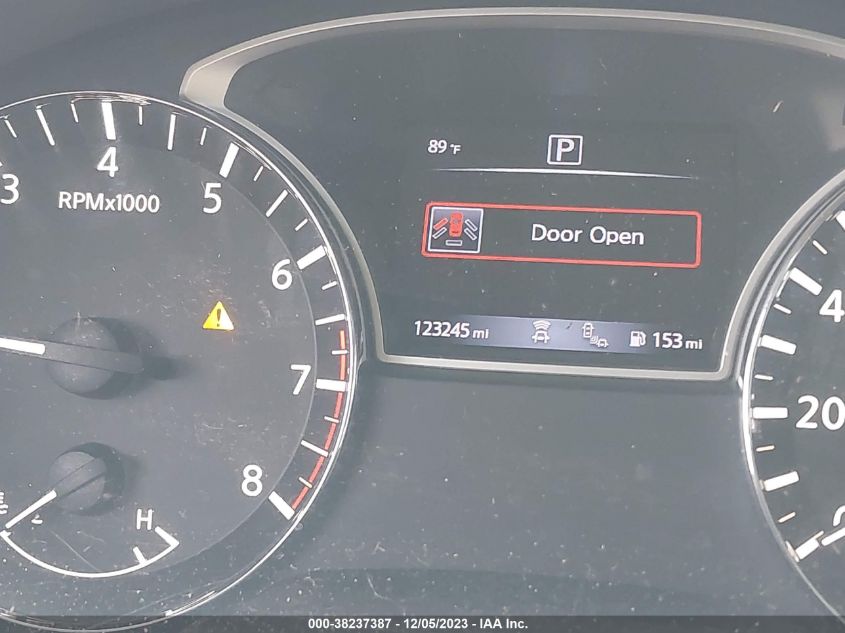 89 °F
P
3
4
5
RPMx1000
Door Open
6
123245 mi
153 mi
4
7
20
8
H
000-38237387 - 12/05/2023 - IAA Inc.